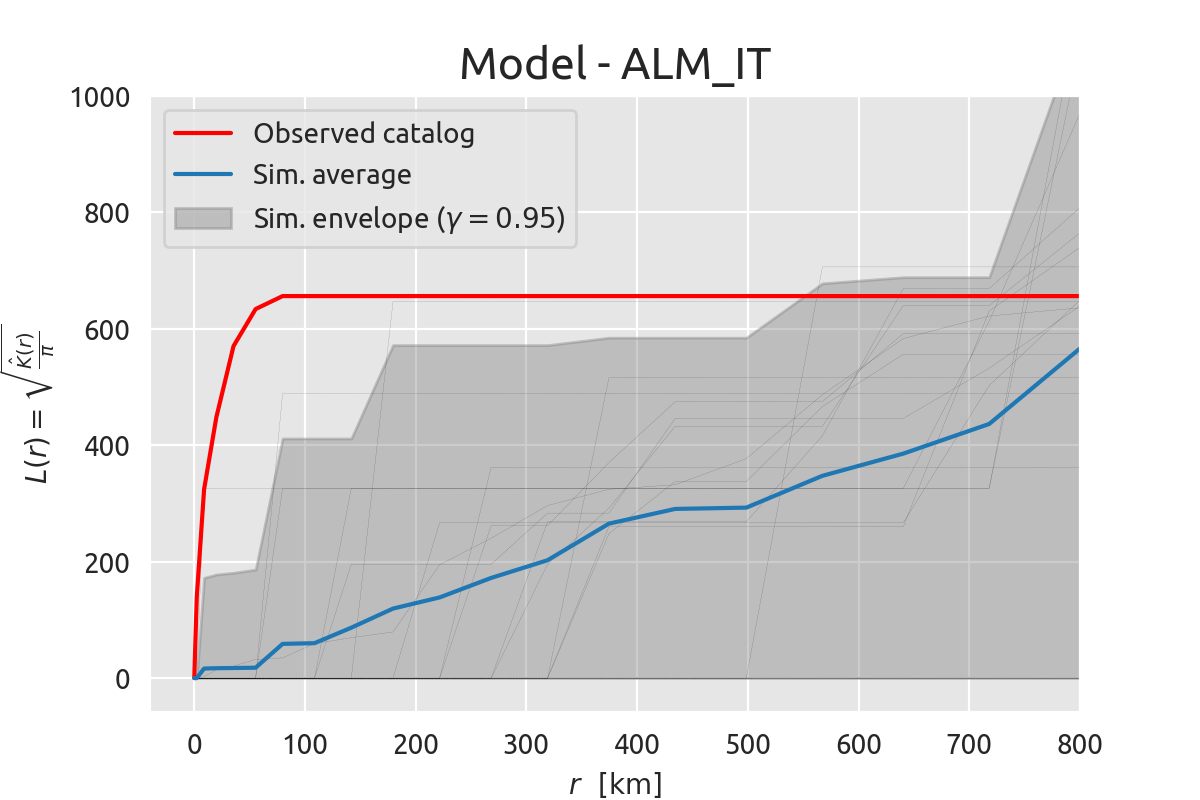 Model - ALM_IT
1000
800
600
400
200
0
Observed catalog
Sim. average
Sim. envelope (γ = 0.95)
L(r) = √(K̂(r)/π)
0 100 200 300 400 500 600 700 800
r [km]